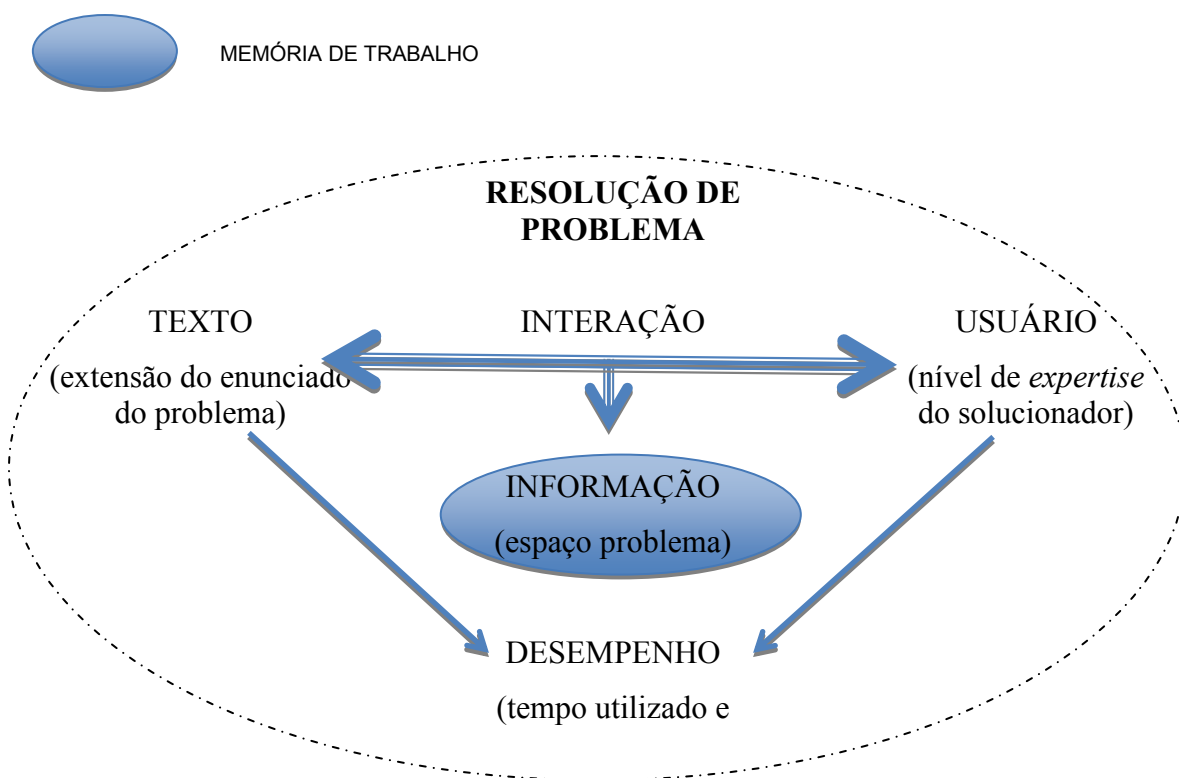 MEMÓRIA DE TRABALHO
RESOLUÇÃO DE
PROBLEMA
TEXTO
(extensão do enunciado
do problema)
INTERAÇÃO
USUÁRIO
(nível de expertise
do solucionador)
INFORMAÇÃO
(espaço problema)
DESEMPENHO
(tempo utilizado e